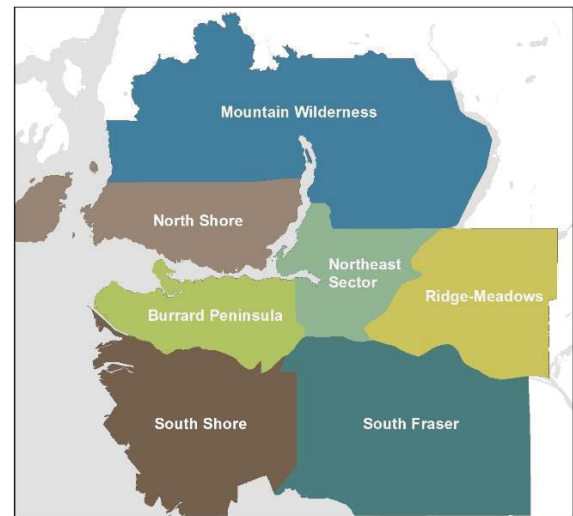 Mountain Wilderness
North Shore
Northeast
Sector
Ridge-Meadows
Burrard Peninsula
South Shore
South Fraser